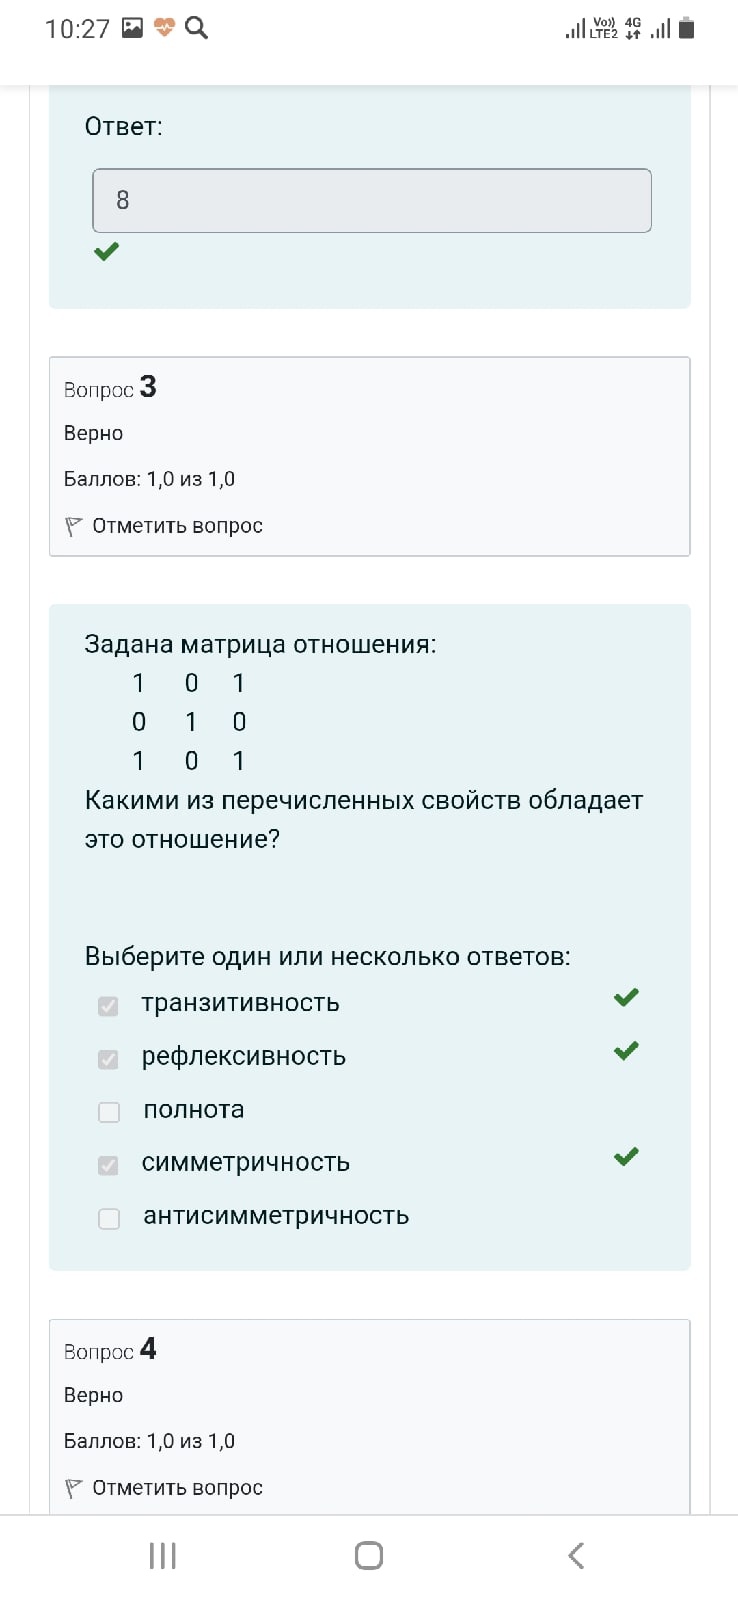 10:27
Vo)) 4G
LTE2
Ответ:
8
Вопрос 3
Верно
Баллов: 1,0 из 1,0
Отметить вопрос
Задана матрица отношения:
1 0 1
0 1 0
1 0 1
Какими из перечисленных свойств обладает
это отношение?
Выберите один или несколько ответов:
транзитивность
рефлексивность
полнота
симметричность
антисимметричность
Вопрос 4
Верно
Баллов: 1,0 из 1,0
Отметить вопрос